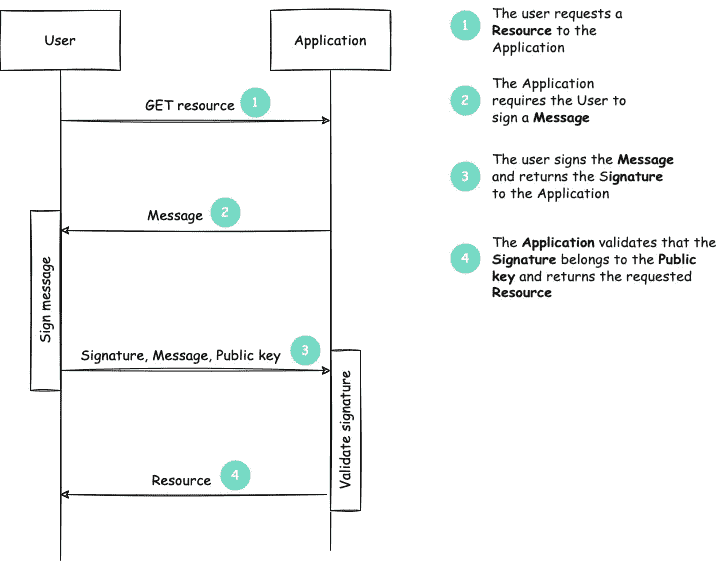 User
Application
GET resource 1
Message 2
Sign message
Signature, Message, Public key 3
Validate signature
Resource 4
1
The user requests a
Resource to the
Application
2
The Application
requires the User to
sign a Message
3
The user signs the Message
and returns the Signature
to the Application
4
The Application validates that the
Signature belongs to the Public
key and returns the requested
Resource